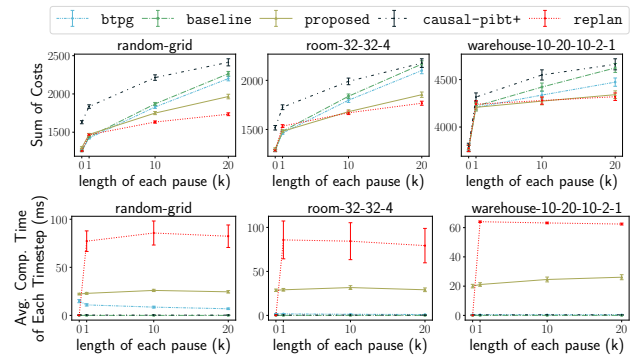 btpg baseline proposed causal-pibt+ replan
random-grid room-32-32-4 warehouse-10-20-10-2-1
Sum of Costs
2500
2000
1500
0 1 10 20
length of each pause (k)
2000
1500
0 1 10 20
length of each pause (k)
4500
4000
0 1 10 20
length of each pause (k)
random-grid room-32-32-4 warehouse-10-20-10-2-1
Avg. Comp. Time
of Each Timestep (ms)
100
50
0
0 1 10 20
length of each pause (k)
100
50
0
0 1 10 20
length of each pause (k)
60
40
20
0
0 1 10 20
length of each pause (k)